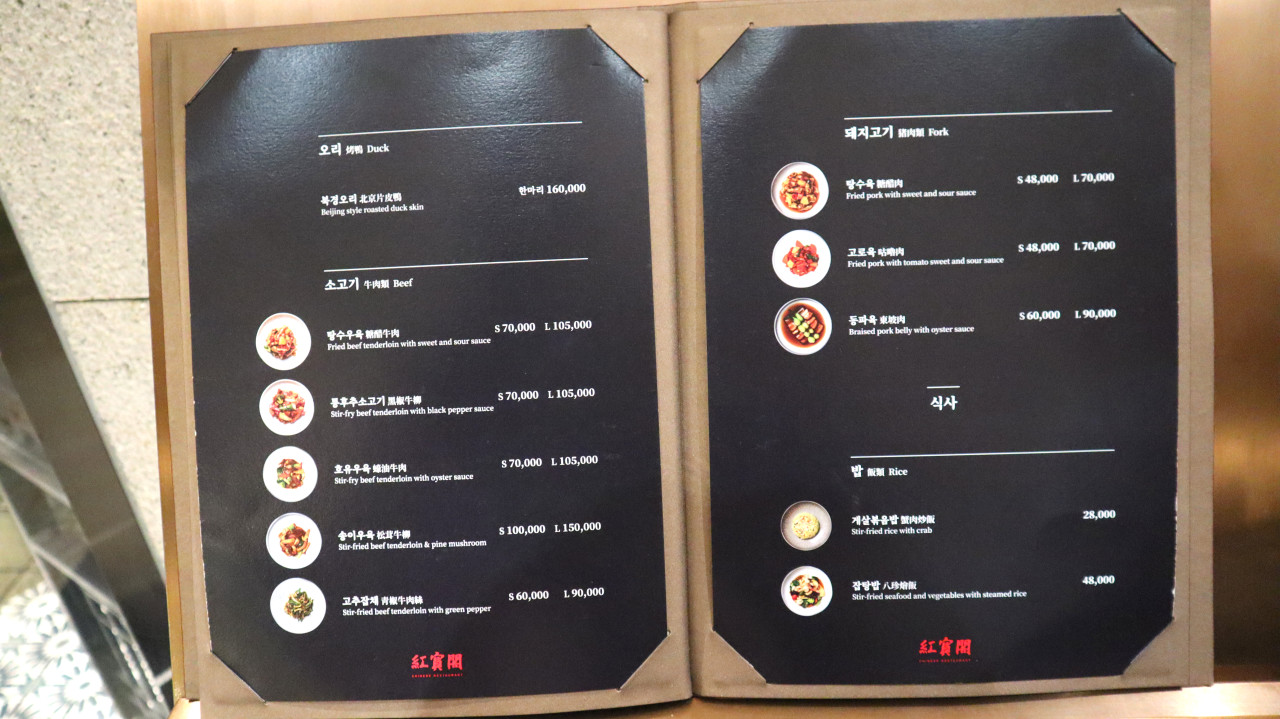 오리 烤鴨 Duck
북경오리 北京片皮鴨 한마리 160,000
Beijing style roasted duck skin
소고기 牛肉類 Beef
탕수우육 糖醋牛肉 S 70,000 L 105,000
Fried beef tenderloin with sweet and sour sauce
통후추소고기 黑椒牛柳 S 70,000 L 105,000
Stir-fry beef tenderloin with black pepper sauce
호유우육 蠔油牛肉 S 70,000 L 105,000
Stir-fry beef tenderloin with oyster sauce
송이우육 松茸牛柳 S 100,000 L 150,000
Stir-fried beef tenderloin & pine mushroom
고추잡채 青椒牛肉絲 S 60,000 L 90,000
Stir-fried beef tenderloin with green pepper
紅寶閣
CHINESE RESTAURANT
돼지고기 猪肉類 Fork
탕수육 糖醋肉 S 48,000 L 70,000
Fried pork with sweet and sour sauce
고로육 咕嚕肉 S 48,000 L 70,000
Fried pork with tomato sweet and sour sauce
동파육 東坡肉 S 60,000 L 90,000
Braised pork belly with oyster sauce
식사
밥 飯類 Rice
게살볶음밥 蟹肉炒飯 28,000
Stir-fried rice with crab
잡탕밥 八珍燴飯 48,000
Stir-fried seafood and vegetables with steamed rice
紅寶閣
CHINESE RESTAURANT